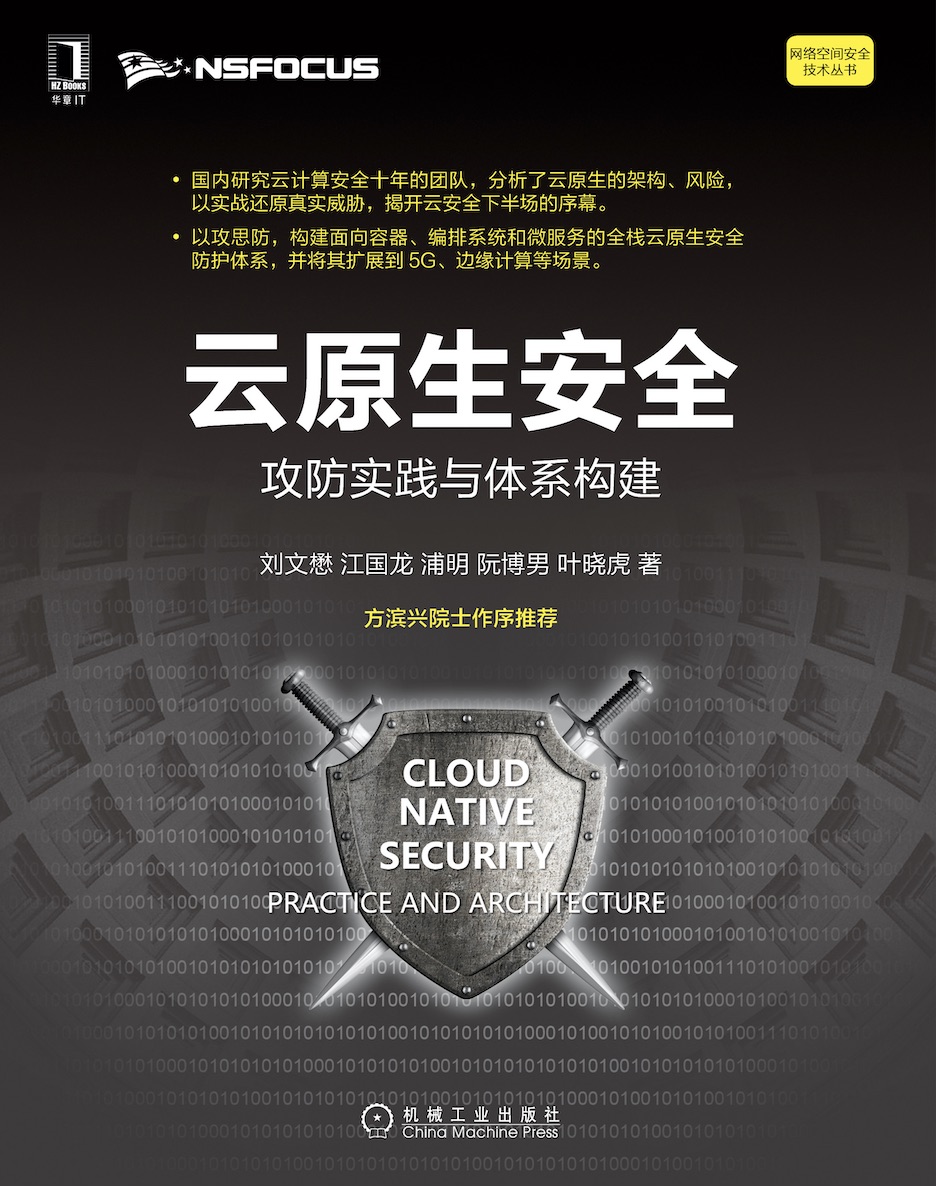 HZ BOOKS
华章 IT
NSFOCUS
网络空间安全
技术丛书
• 国内研究云计算安全十年的团队，分析了云原生的架构、风险，
以实战还原真实威胁，揭开云安全下半场的序幕。
• 以攻思防，构建面向容器、编排系统和微服务的全栈云原生安全
防护体系，并将其扩展到 5G、边缘计算等场景。
云原生安全
攻防实践与体系构建
刘文懋 江国龙 浦明 阮博男 叶晓虎 著
方滨兴院士作序推荐
CLOUD
NATIVE
SECURITY
PRACTICE AND ARCHITECTURE
机械工业出版社
China Machine Press